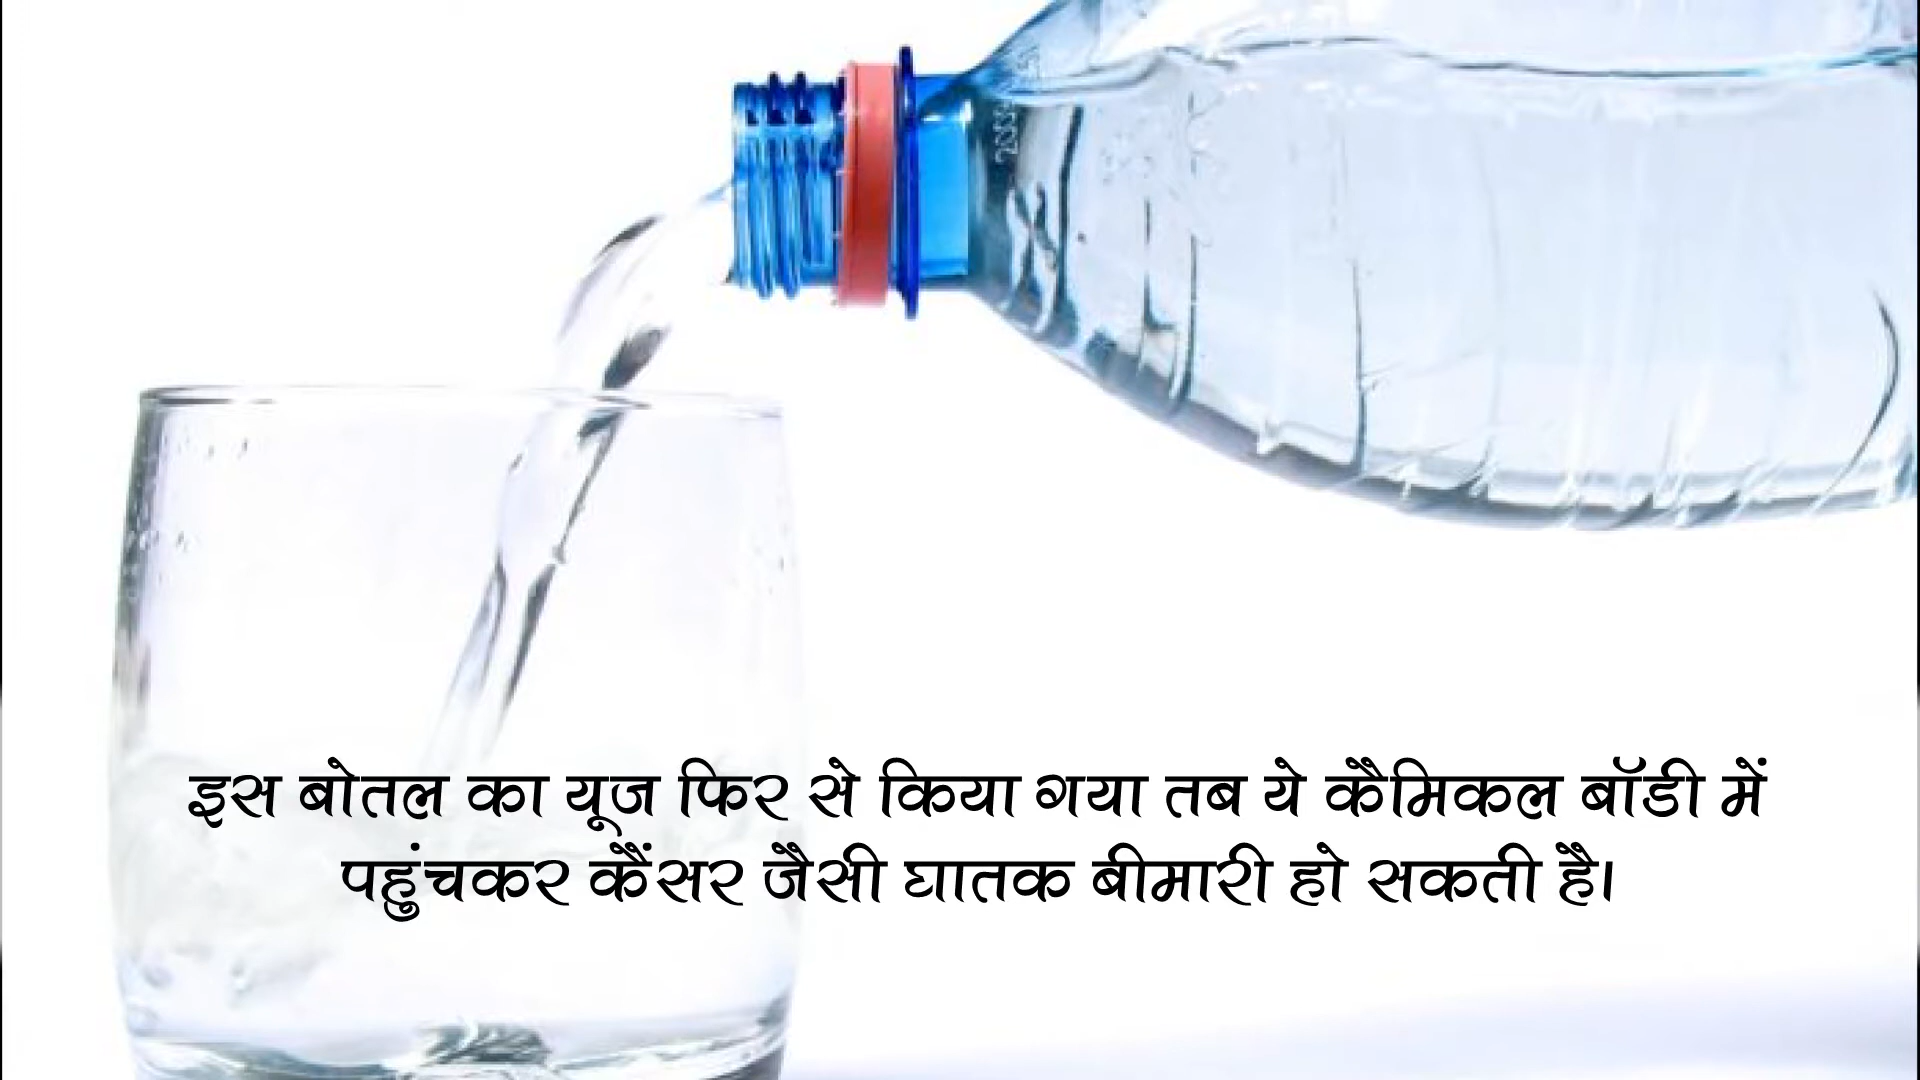 इस बोतल का यूज फिर से किया गया तब ये कैमिकल बॉडी में
पहुंचकर कैंसर जैसी घातक बीमारी हो सकती है।